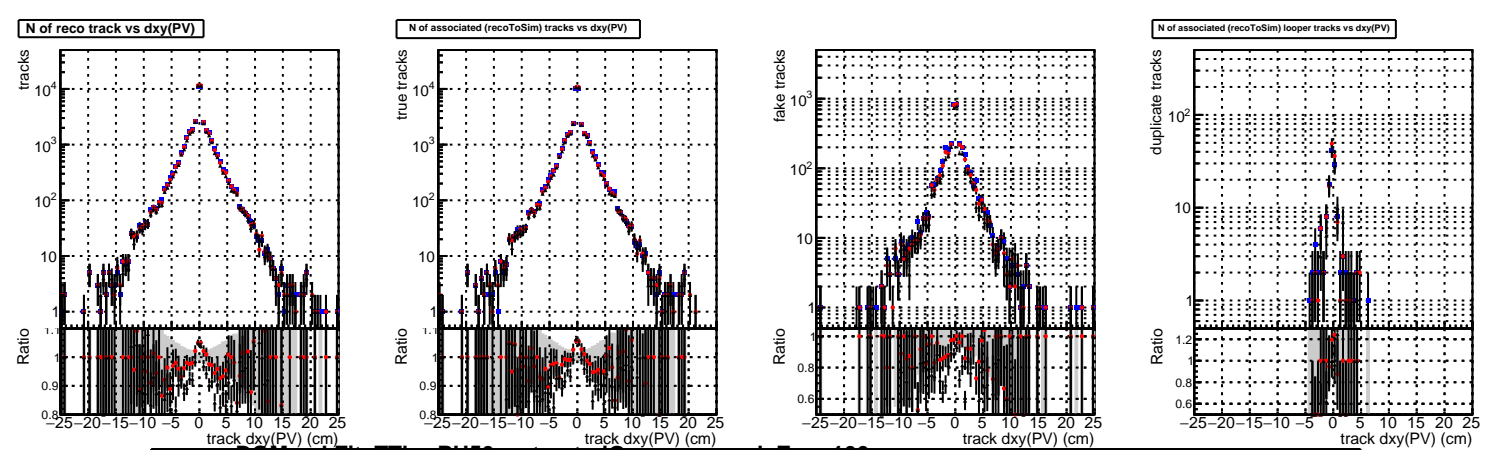 N of reco track vs dxy(PV)
tracks
10⁴
10³
10²
10
1
Ratio
1.1
1
0.9
0.8
−25−20−15−10 −5 0 5 10 15 20 25
track dxy(PV) (cm)
N of associated (recoToSim) tracks vs dxy(PV)
true tracks
10⁴
10³
10²
10
1
Ratio
1.1
1
0.9
0.8
−25−20−15−10 −5 0 5 10 15 20 25
track dxy(PV) (cm)
fake tracks
10³
10²
10
1
Ratio
1
0.8
0.6
−25−20−15−10 −5 0 5 10 15 20 25
track dxy(PV) (cm)
N of associated (recoToSim) looper tracks vs dxy(PV)
duplicate tracks
10²
10
1
Ratio
1.2
1
0.8
0.6
−25−20−15−10 −5 0 5 10 15 20 25
track dxy(PV) (cm)